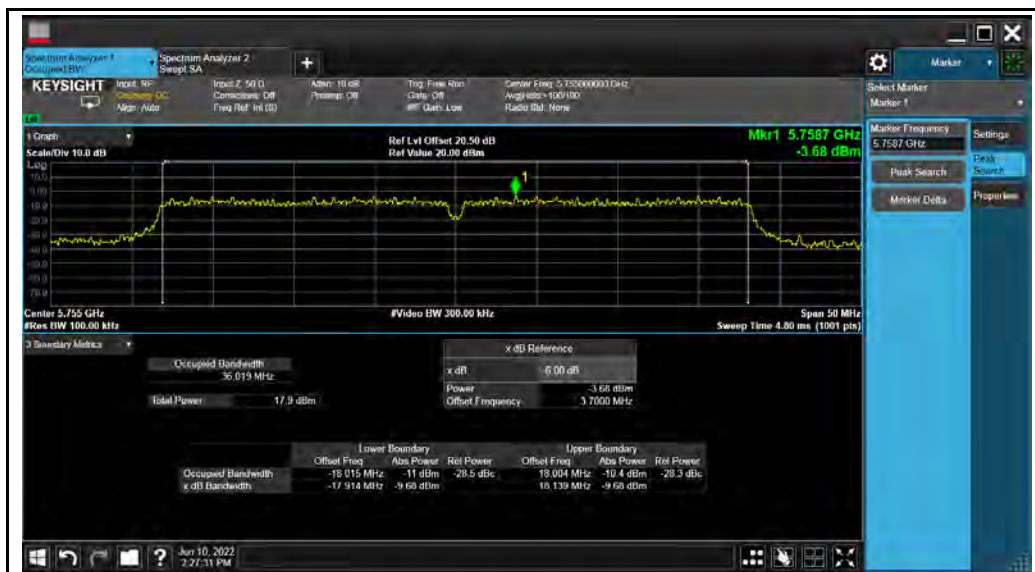 Spectrum Analyzer 1
Occupied BW
Spectrum Analyzer 2
Swept SA
+
Marker
KEYSIGHT
Input: RF
Coupling: DC
Align: Auto
Input Z: 50 Ω
Corrections: Off
Freq Ref: Int (S)
Atten: 10 dB
Preamp: Off
Trig: Free Run
Gate: Off
#IF Gain: Low
Center Freq: 5.755000000 GHz
Avg|Hold:>100/100
Radio Std: None
Select Marker
Marker 1
Marker Frequency
5.7587 GHz
Peak Search
Marker Delta
Settings
Peak
Search
Properties
1 Graph
Scale/Div 10.0 dB
Ref Lvl Offset 20.50 dB
Ref Value 20.00 dBm
Mkr1 5.7587 GHz
-3.68 dBm
Log
10.0
0.00
-10.0
1
Center 5.755 GHz
#Video BW 300.00 kHz
Span 50 MHz
#Res BW 100.00 kHz
Sweep Time 4.80 ms (1001 pts)
3 Boundary Metrics
Occupied Bandwidth
36.019 MHz
Total Power 17.9 dBm
x dB Reference
x dB -6.00 dB
Power -3.68 dBm
Offset Frequency 3.7000 MHz
Lower Boundary Upper Boundary
Offset Freq Abs Power Rel Power Offset Freq Abs Power Rel Power
Occupied Bandwidth -18.015 MHz -11 dBm -28.5 dBc 18.004 MHz -10.4 dBm -28.3 dBc
x dB Bandwidth -17.914 MHz -9.68 dBm 18.139 MHz -9.68 dBm
?
Jun 10, 2022
2:27:31 PM